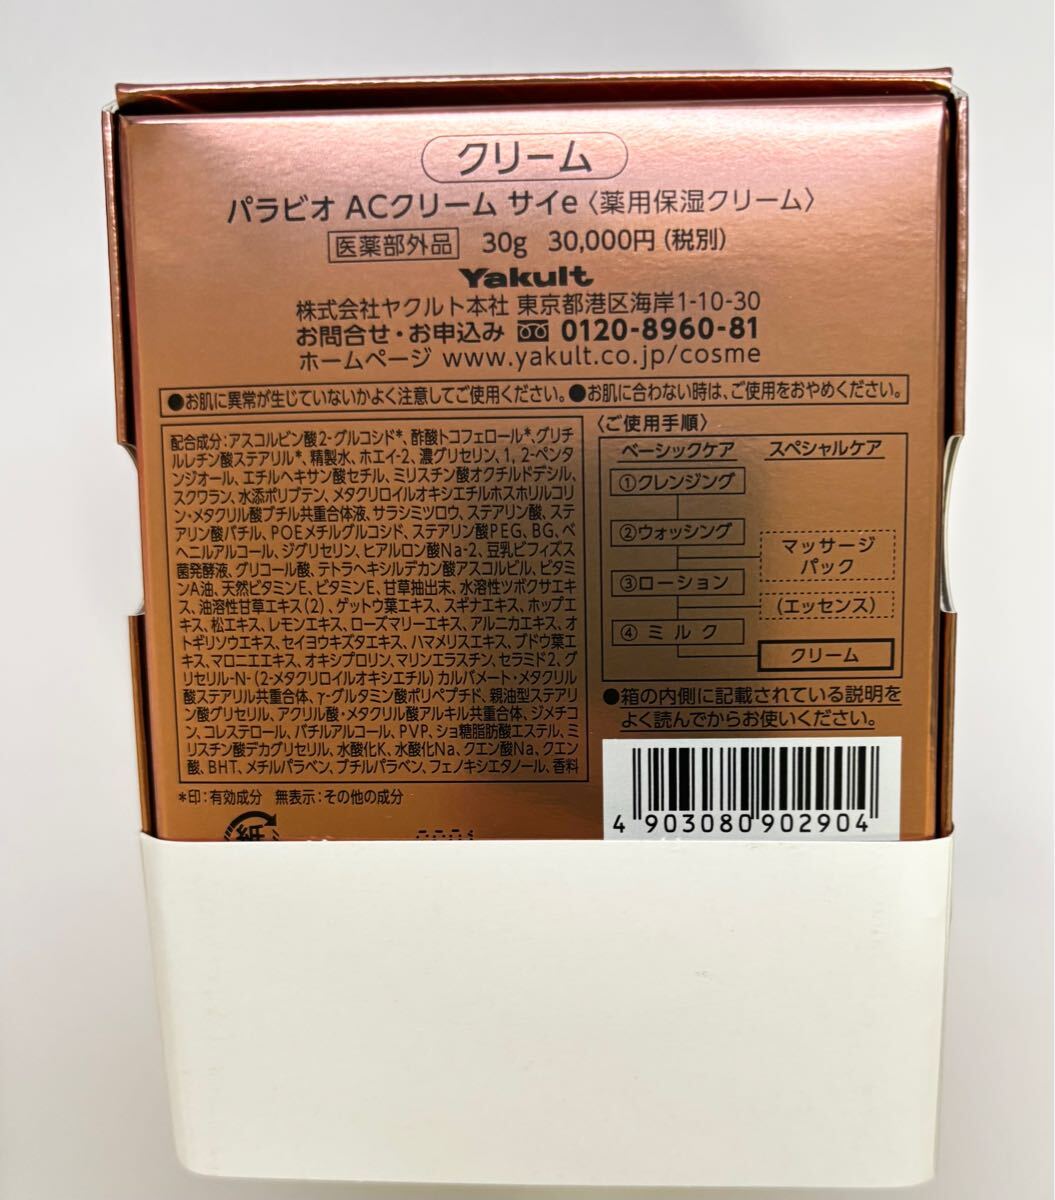 クリーム
パラビオ ACクリーム サイe〈薬用保湿クリーム〉
医薬部外品 30g 30,000円(税別)
Yakult
株式会社ヤクルト本社 東京都港区海岸1-10-30
お問合せ・お申込み 0120-8960-81
ホームページ www.yakult.co.jp/cosme
●お肌に異常が生じていないかよく注意してご使用ください。●お肌に合わない時は、ご使用をおやめください。
配合成分:アスコルビン酸2-グルコシド*、酢酸トコフェロール*、グリチ
ルレチン酸ステアリル*、精製水、ホエイ-2、濃グリセリン、1、2-ペンタ
ンジオール、エチルヘキサン酸セチル、ミリスチン酸オクチルドデシル、
スクワラン、水添ポリブテン、メタクリロイルオキシエチルホスホリルコリ
ン・メタクリル酸ブチル共重合体液、サラシミツロウ、ステアリン酸、ステ
アリン酸バチル、POEメチルグルコシド、ステアリン酸PEG、BG、ベ
ヘニルアルコール、ジグリセリン、ヒアルロン酸Na-2、豆乳ビフィズス
菌発酵液、グリコール酸、テトラヘキシルデカン酸アスコルビル、ビタミ
ンA油、天然ビタミンE、ビタミンE、甘草抽出末、水溶性ツボクサエキ
ス、油溶性甘草エキス(2)、ゲットウ葉エキス、スギナエキス、ホップエ
キス、松エキス、レモンエキス、ローズマリーエキス、アルニカエキス、オ
トギリソウエキス、セイヨウキズタエキス、ハマメリスエキス、ブドウ葉エ
キス、マロニエエキス、オキシプロリン、マリンエラスチン、セラミド2、グ
リセリル-N-(2-メタクリロイルオキシエチル)カルバメート・メタクリル
酸ステアリル共重合体、γ-グルタミン酸ポリペプチド、親油型ステアリ
ン酸グリセリル、アクリル酸・メタクリル酸アルキル共重合体、ジメチコ
ン、コレステロール、バチルアルコール、PVP、ショ糖脂肪酸エステル、ミ
リスチン酸デカグリセリル、水酸化K、水酸化Na、クエン酸Na、クエン
酸、BHT、メチルパラベン、ブチルパラベン、フェノキシエタノール、香料
*印:有効成分 無表示:その他の成分
紙
〈ご使用手順〉
ベーシックケア スペシャルケア
①クレンジング
②ウォッシング
マッサージ
パック
③ローション
(エッセンス)
④ミルク
クリーム
●箱の内側に記載されている説明を
よく読んでからお使いください。
4 903080 902904